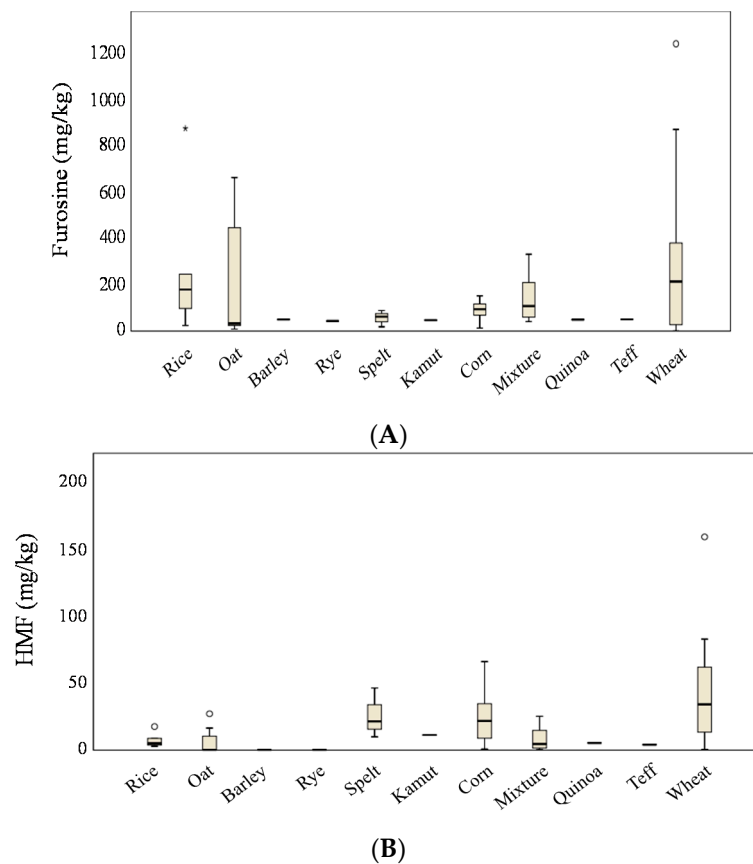 Furosine (mg/kg)
1200
1000
800
600
400
200
0
Rice Oat Barley Rye Spelt Kamut Corn Mixture Quinoa Teff Wheat
(A)
HMF (mg/kg)
200
150
100
50
0
Rice Oat Barley Rye Spelt Kamut Corn Mixture Quinoa Teff Wheat
(B)